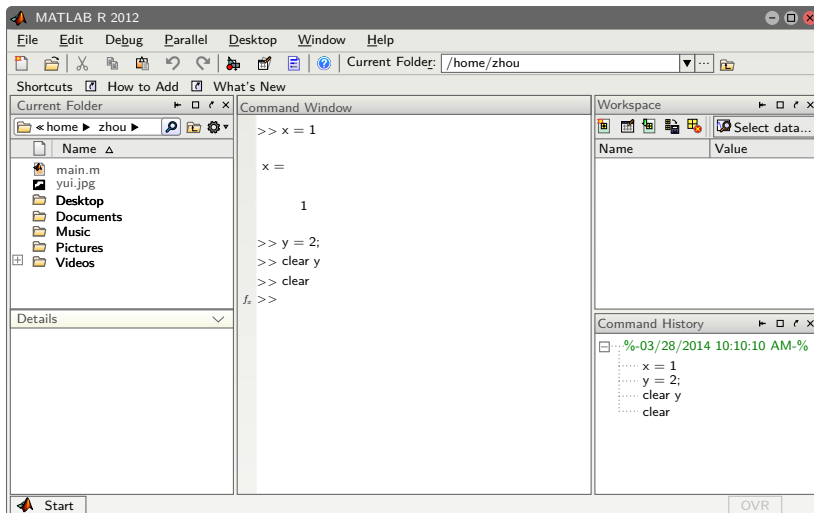 MATLAB R 2012
File Edit Debug Parallel Desktop Window Help
Current Folder: /home/zhou
Shortcuts How to Add What's New
Current Folder
« home ▶ zhou ▶
Name
main.m
yui.jpg
Desktop
Documents
Music
Pictures
Videos
Details
Command Window
>> x = 1
x =
1
>> y = 2;
>> clear y
>> clear
fx >>
Workspace
Select data...
Name Value
Command History
%-03/28/2014 10:10:10 AM-%
x = 1
y = 2;
clear y
clear
Start
OVR